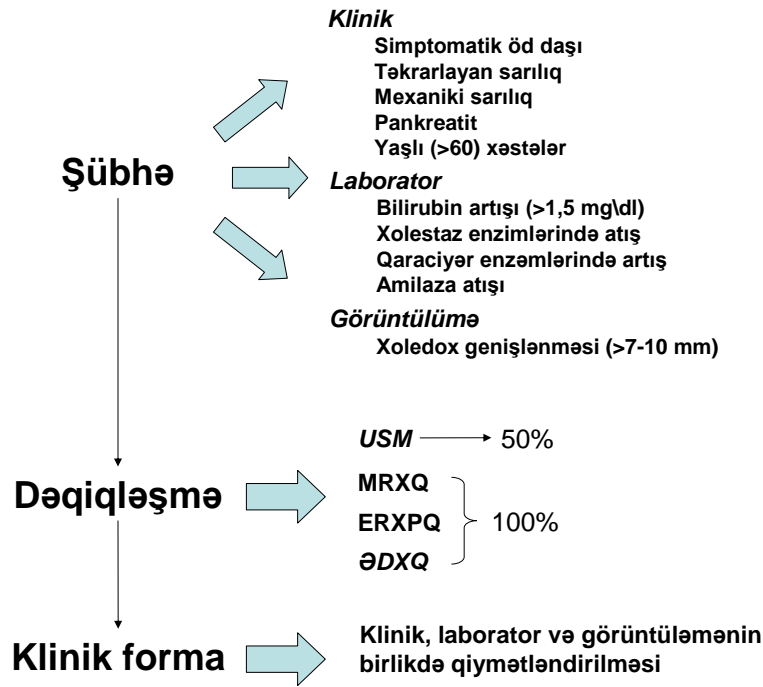 Klinik
Simptomatik öd daşı
Təkrarlayan sarılıq
Mexaniki sarılıq
Pankreatit
Yaşlı (>60) xəstələr
Şübhə
Laborator
Bilirubin artışı (>1,5 mg\dl)
Xolestaz enzimlərində atış
Qaraciyər enzəmlərində artış
Amilaza atışı
Görüntülümə
Xoledox genişlənməsi (>7-10 mm)
USM 50%
Dəqiqləşmə
MRXQ
ERXPQ 100%
ƏDXQ
Klinik forma
Klinik, laborator və görüntüləmənin
birlikdə qiymətləndirilməsi